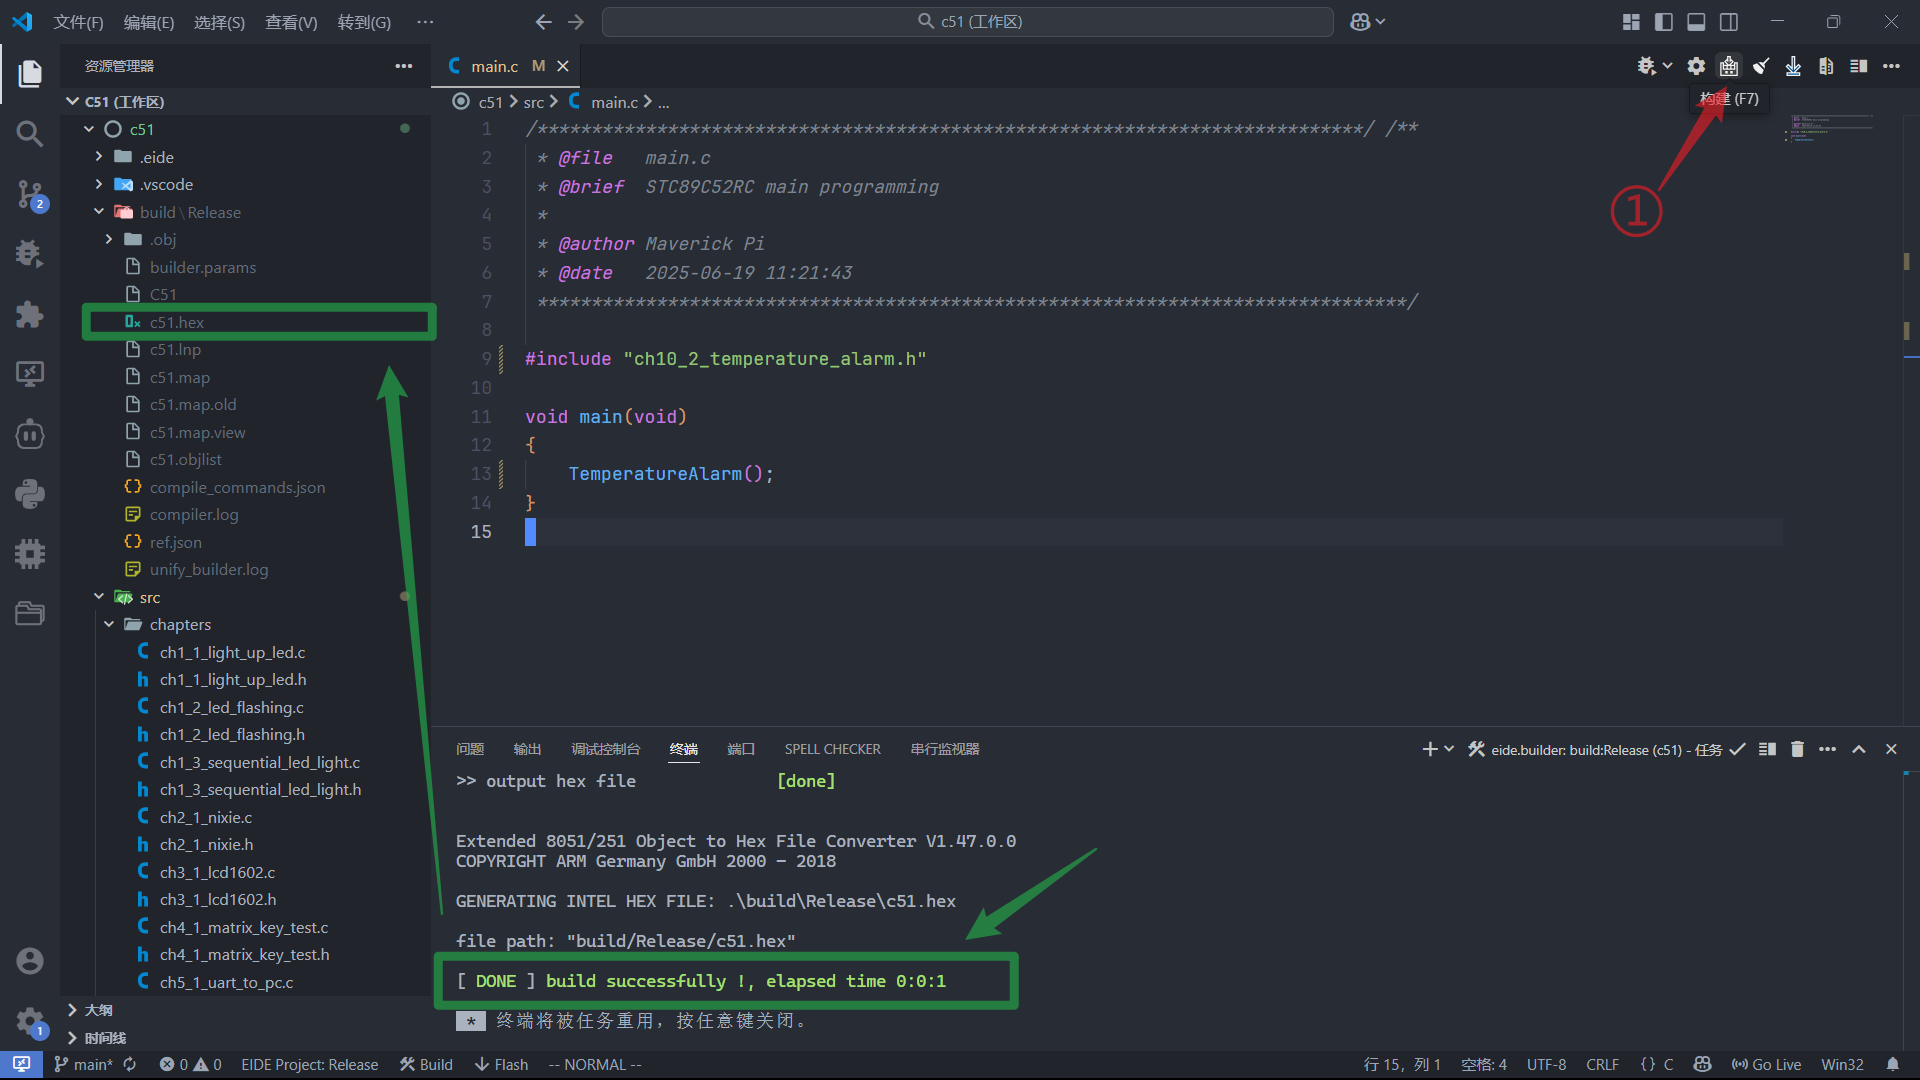 文件(F) 编辑(E) 选择(S) 查看(V) 转到(G) ··· c51 (工作区)
资源管理器 ···
C51 (工作区)
c51
.eide
.vscode
build\Release
.obj
builder.params
C51
c51.hex
c51.lnp
c51.map
c51.map.old
c51.map.view
c51.objlist
compile_commands.json
compiler.log
ref.json
unify_builder.log
src
chapters
ch1_1_light_up_led.c
ch1_1_light_up_led.h
ch1_2_led_flashing.c
ch1_2_led_flashing.h
ch1_3_sequential_led_light.c
ch1_3_sequential_led_light.h
ch2_1_nixie.c
ch2_1_nixie.h
ch3_1_lcd1602.c
ch3_1_lcd1602.h
ch4_1_matrix_key_test.c
ch4_1_matrix_key_test.h
ch5_1_uart_to_pc.c
大纲
时间线
2
1
main.c M
构建 (F7)
①
c51 > src > C main.c > ...
1 /****************************************************************************/ /**
2 * @file main.c
3 * @brief STC89C52RC main programming
4 *
5 * @author Maverick Pi
6 * @date 2025-06-19 11:21:43
7 ********************************************************************************/
8
9 #include "ch10_2_temperature_alarm.h"
10
11 void main(void)
12 {
13 TemperatureAlarm();
14 }
15
问题 输出 调试控制台 终端 端口 SPELL CHECKER 串行监视器 eide.builder: build:Release (c51) - 任务
>> output hex file [done]
Extended 8051/251 Object to Hex File Converter V1.47.0.0
COPYRIGHT ARM Germany GmbH 2000 - 2018
GENERATING INTEL HEX FILE: .\build\Release\c51.hex
file path: "build/Release/c51.hex"
[ DONE ] build successfully !, elapsed time 0:0:1
* 终端将被任务重用，按任意键关闭。
main* 0 0 EIDE Project: Release Build Flash -- NORMAL -- 行 15，列 1 空格: 4 UTF-8 CRLF {} C Go Live Win32